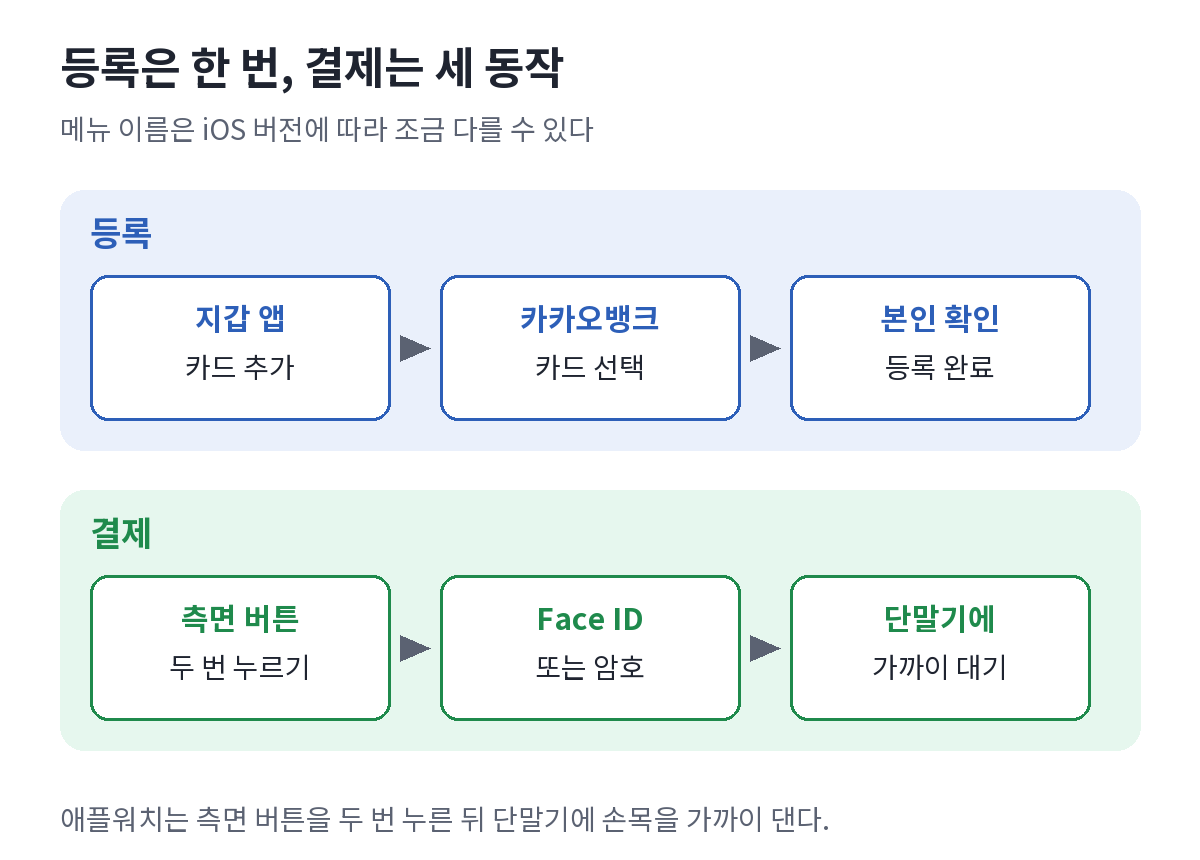 등록은 한 번, 결제는 세 동작
메뉴 이름은 iOS 버전에 따라 조금 다를 수 있다
등록
지갑 앱
카드 추가
카카오뱅크
카드 선택
본인 확인
등록 완료
결제
측면 버튼
두 번 누르기
Face ID
또는 암호
단말기에
가까이 대기
애플워치는 측면 버튼을 두 번 누른 뒤 단말기에 손목을 가까이 댄다.